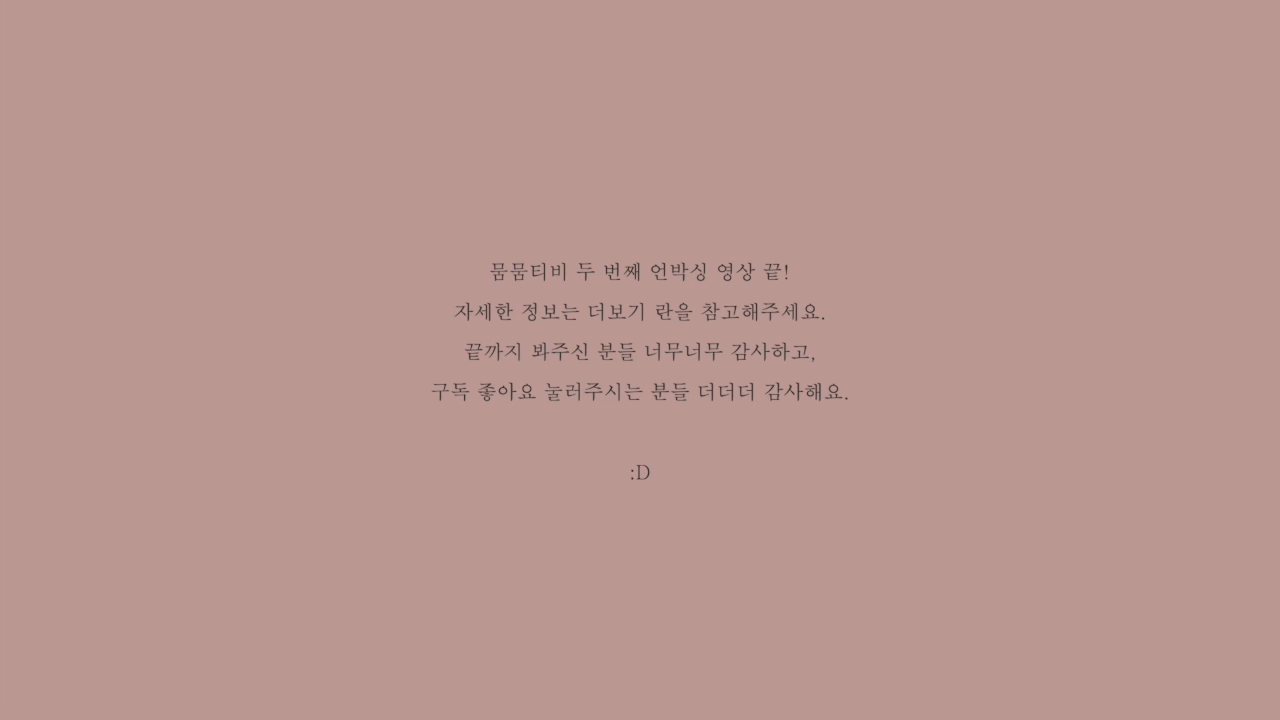 뭄뭄티비 두 번째 언박싱 영상 끝!
자세한 정보는 더보기 란을 참고해주세요.
끝까지 봐주신 분들 너무너무 감사하고,
구독 좋아요 눌러주시는 분들 더더더 감사해요.
:D